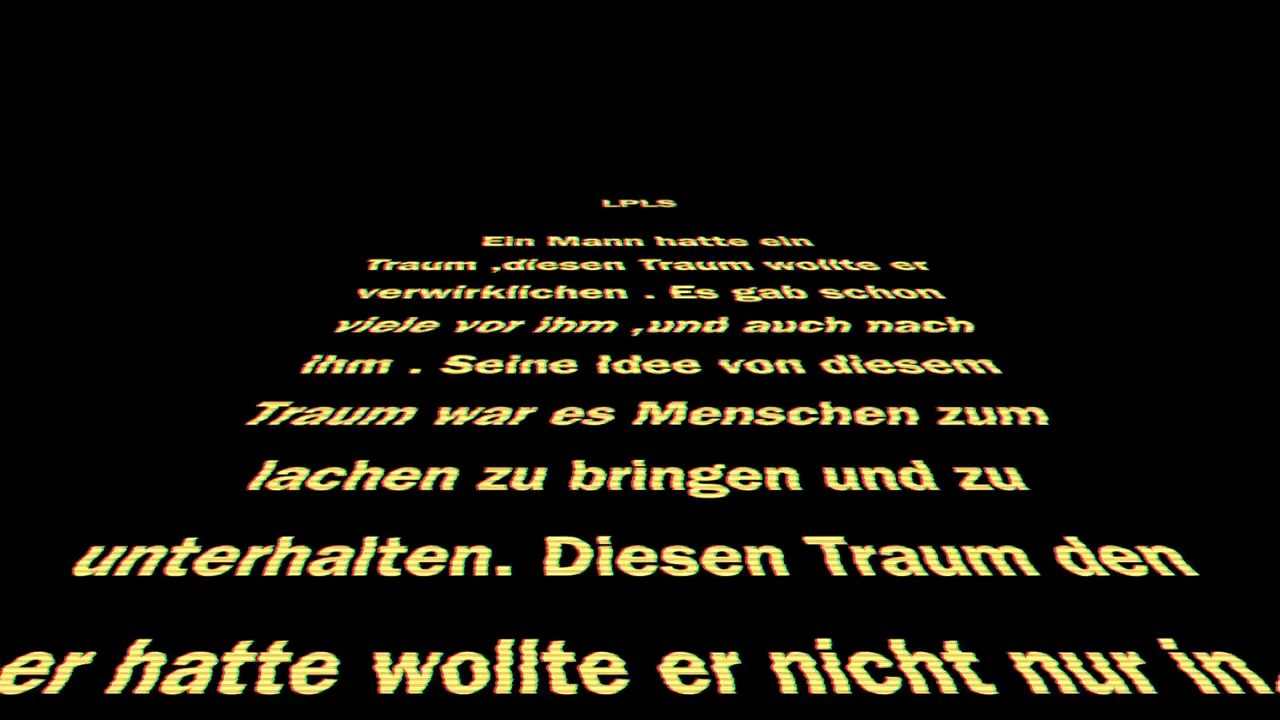 LPLS
Ein Mann hatte ein
Traum ,diesen Traum wollte er
verwirklichen . Es gab schon
viele vor ihm ,und auch nach
ihm . Seine Idee von diesem
Traum war es Menschen zum
lachen zu bringen und zu
unterhalten. Diesen Traum den
er hatte wollte er nicht nur in